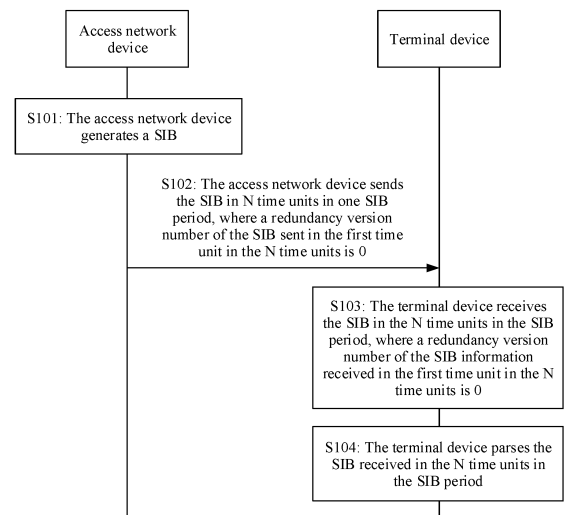 Access network
device
Terminal device
S101: The access network device
generates a SIB
S102: The access network device sends
the SIB in N time units in one SIB
period, where a redundancy version
number of the SIB sent in the first time
unit in the N time units is 0
S103: The terminal device receives
the SIB in the N time units in the SIB
period, where a redundancy version
number of the SIB information
received in the first time unit in the N
time units is 0
S104: The terminal device parses the
SIB received in the N time units in
the SIB period